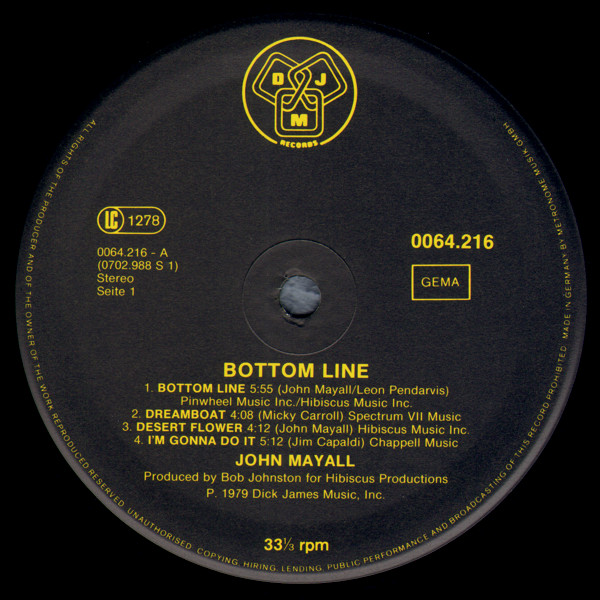 D J
M
RECORDS
LC 1278
0064.216 - A
(0702.988 S 1)
Stereo
Seite 1
0064.216
GEMA
BOTTOM LINE
1. BOTTOM LINE 5:55 (John Mayall/Leon Pendarvis)
Pinwheel Music Inc./Hibiscus Music Inc.
2. DREAMBOAT 4:08 (Micky Carroll) Spectrum VII Music
3. DESERT FLOWER 4:12 (John Mayall) Hibiscus Music Inc.
4. I'M GONNA DO IT 5:12 (Jim Capaldi) Chappell Music
JOHN MAYALL
Produced by Bob Johnston for Hibiscus Productions
P. 1979 Dick James Music, Inc.
33⅓ rpm
ALL RIGHTS OF THE PRODUCER AND OF THE OWNER OF THE WORK REPRODUCED RESERVED. UNAUTHORISED COPYING, HIRING, LENDING, PUBLIC PERFORMANCE AND BROADCASTING OF THIS RECORD PROHIBITED. MADE IN GERMANY BY METRONOME MUSIK GMBH